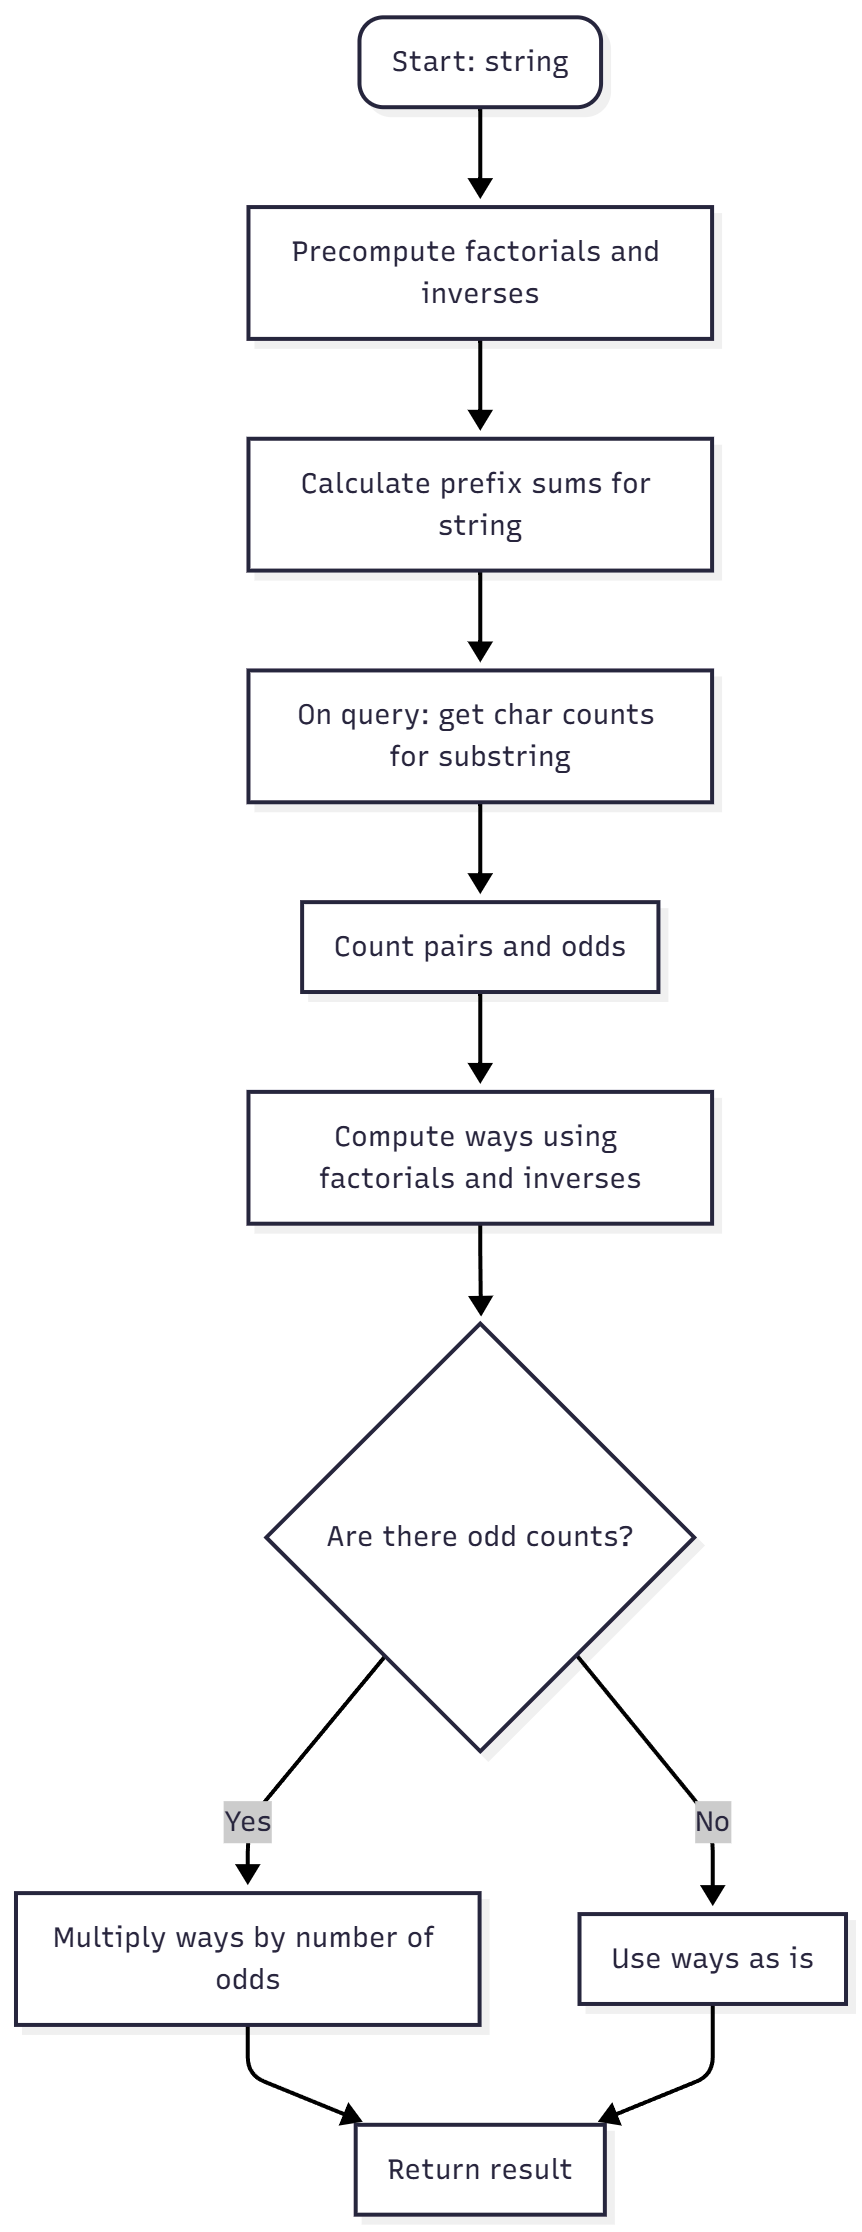 Start: string
Precompute factorials and
inverses
Calculate prefix sums for
string
On query: get char counts
for substring
Count pairs and odds
Compute ways using
factorials and inverses
Are there odd counts?
Yes
No
Multiply ways by number of
odds
Use ways as is
Return result